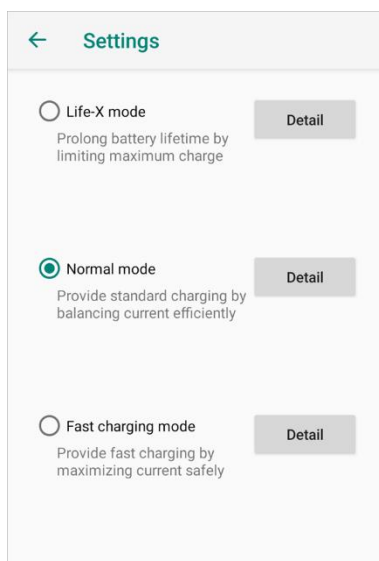 Settings
Life-X mode
Detail
Prolong battery lifetime by
limiting maximum charge
Normal mode
Detail
Provide standard charging by
balancing current efficiently
Fast charging mode
Detail
Provide fast charging by
maximizing current safely